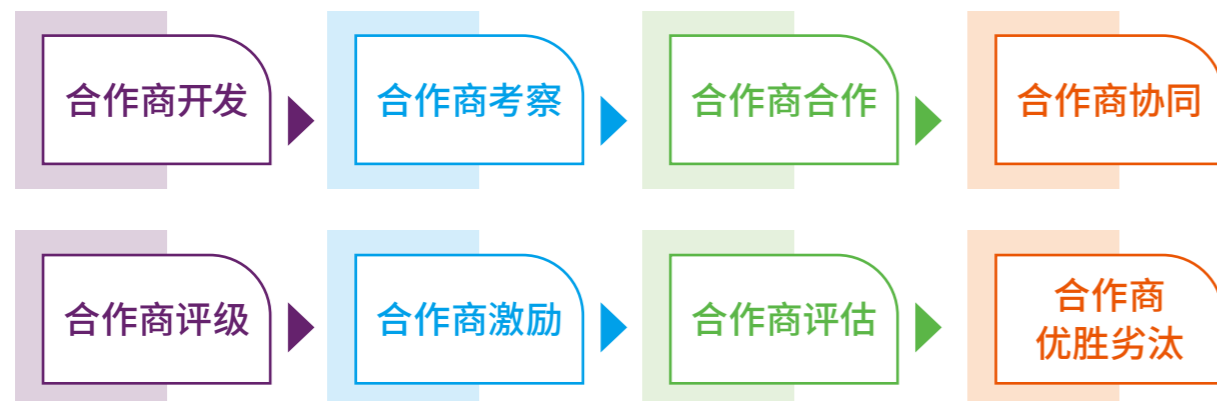 合作商开发
合作商考察
合作商合作
合作商协同
合作商评级
合作商激励
合作商评估
合作商
优胜劣汰